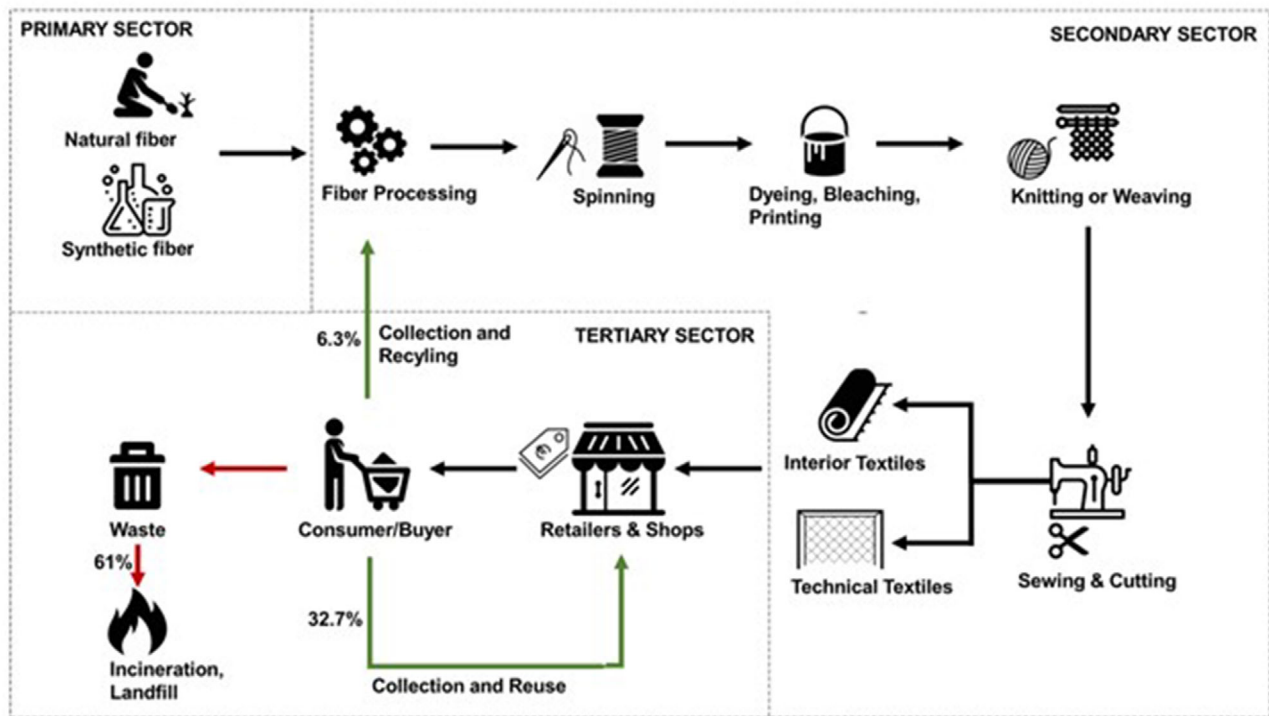 PRIMARY SECTOR
SECONDARY SECTOR
Natural fiber
Synthetic fiber
Fiber Processing
Spinning
Dyeing, Bleaching,
Printing
Knitting or Weaving
TERTIARY SECTOR
6.3%
Collection and
Recyling
Interior Textiles
Technical Textiles
Sewing & Cutting
Waste
Consumer/Buyer
Retailers & Shops
61%
32.7%
Incineration,
Landfill
Collection and Reuse